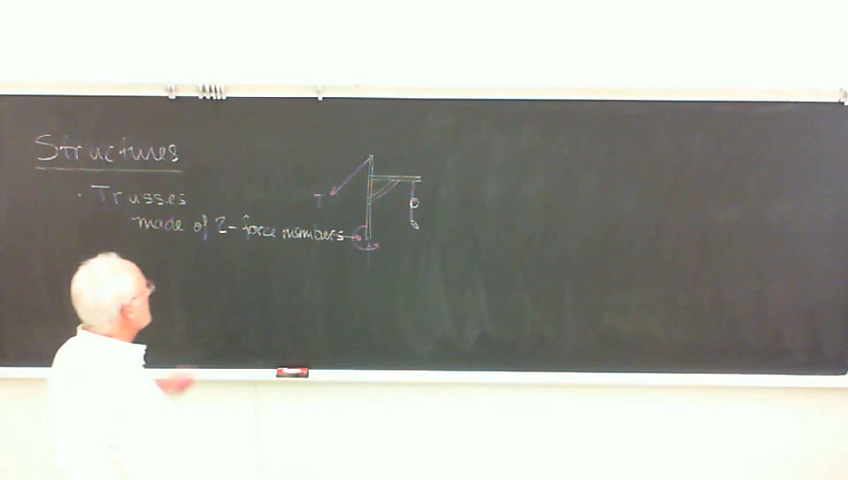 Structures
· Trusses
made of 2-force members
T